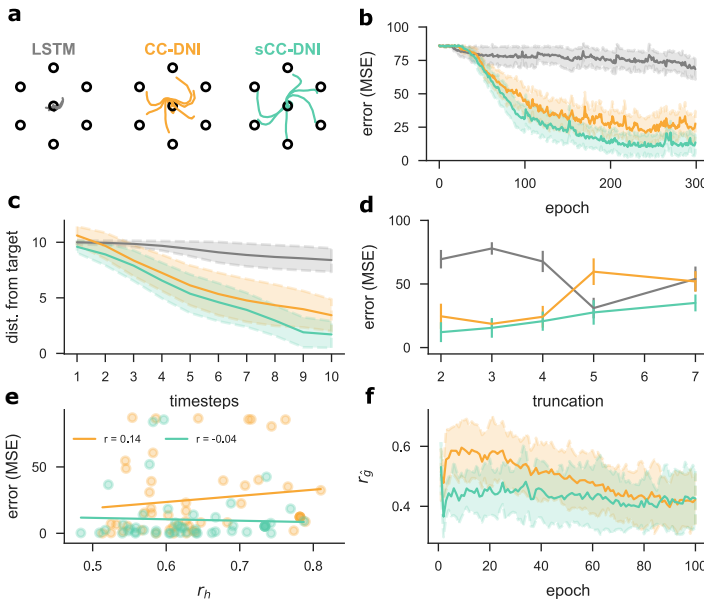 a
LSTM CC-DNI sCC-DNI
b
error (MSE)
100
75
50
25
0
0 100 200 300
epoch
c
dist. from target
10
5
0
1 2 3 4 5 6 7 8 9 10
timesteps
d
error (MSE)
100
50
0
2 3 4 5 7
truncation
e
error (MSE)
50
0
r = 0.14 r = -0.04
0.5 0.6 0.7 0.8
r_h
f
r_ĝ
0.6
0.4
0 20 40 60 80 100
epoch